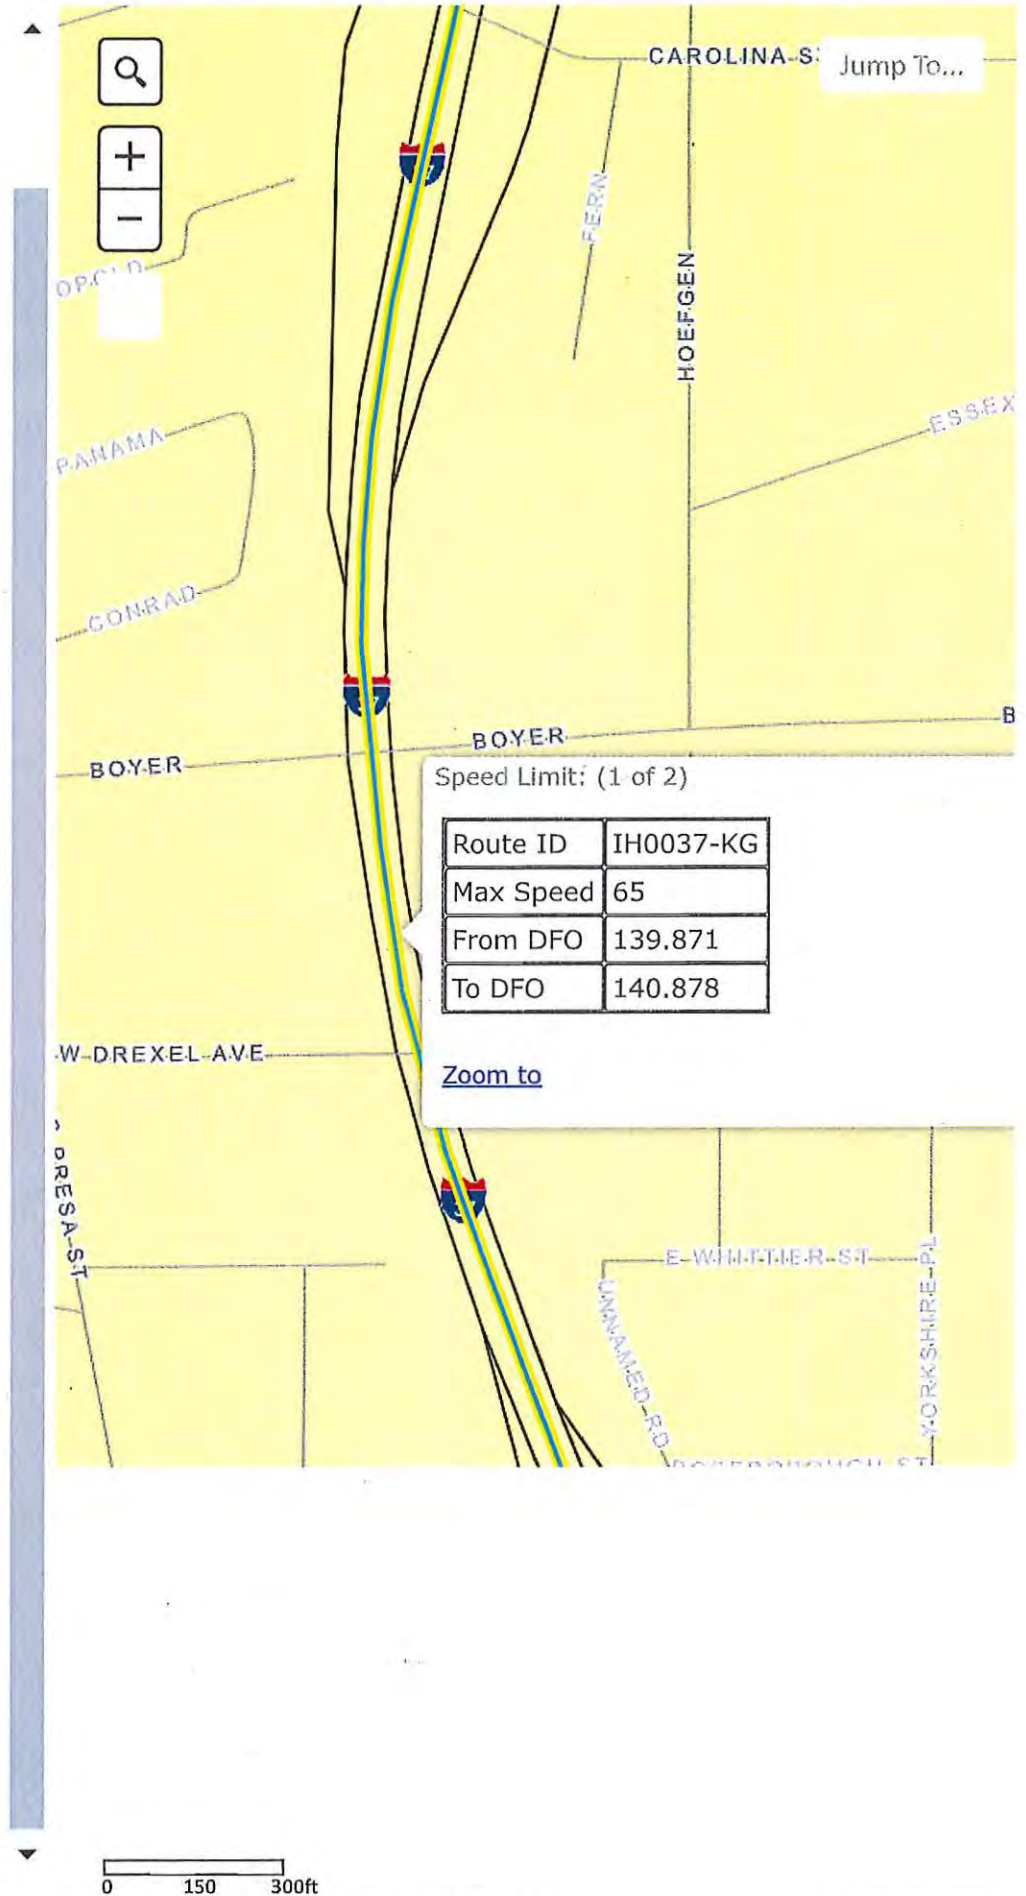 CAROLINA S
Jump To...
+
−
FERN
HOEFGEN
ESSEX
PANAMA
CONRAD
B
BOYER
BOYER
Speed Limit: (1 of 2)
Route ID IH0037-KG
Max Speed 65
From DFO 139.871
To DFO 140.878
Zoom to
W DREXEL AVE
PRESA ST
E WHITTIER ST
UNNAMED RD
YORKSHIRE PL
0 150 300ft